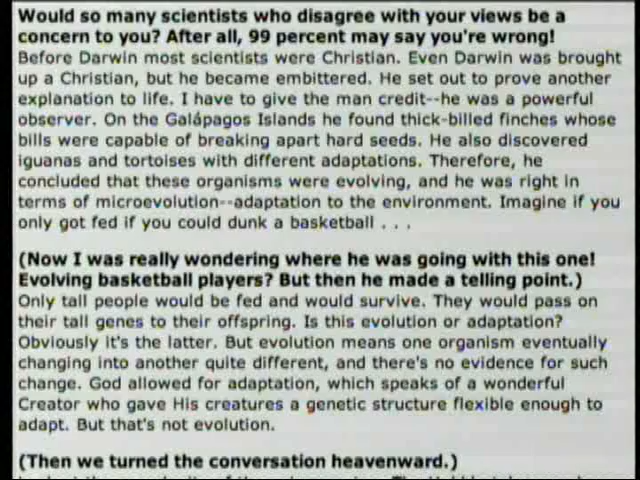 Would so many scientists who disagree with your views be a
concern to you? After all, 99 percent may say you're wrong!
Before Darwin most scientists were Christian. Even Darwin was brought
up a Christian, but he became embittered. He set out to prove another
explanation to life. I have to give the man credit--he was a powerful
observer. On the Galápagos Islands he found thick-billed finches whose
bills were capable of breaking apart hard seeds. He also discovered
iguanas and tortoises with different adaptations. Therefore, he
concluded that these organisms were evolving, and he was right in
terms of microevolution--adaptation to the environment. Imagine if you
only got fed if you could dunk a basketball . . .
(Now I was really wondering where he was going with this one!
Evolving basketball players? But then he made a telling point.)
Only tall people would be fed and would survive. They would pass on
their tall genes to their offspring. Is this evolution or adaptation?
Obviously it's the latter. But evolution means one organism eventually
changing into another quite different, and there's no evidence for such
change. God allowed for adaptation, which speaks of a wonderful
Creator who gave His creatures a genetic structure flexible enough to
adapt. But that's not evolution.
(Then we turned the conversation heavenward.)